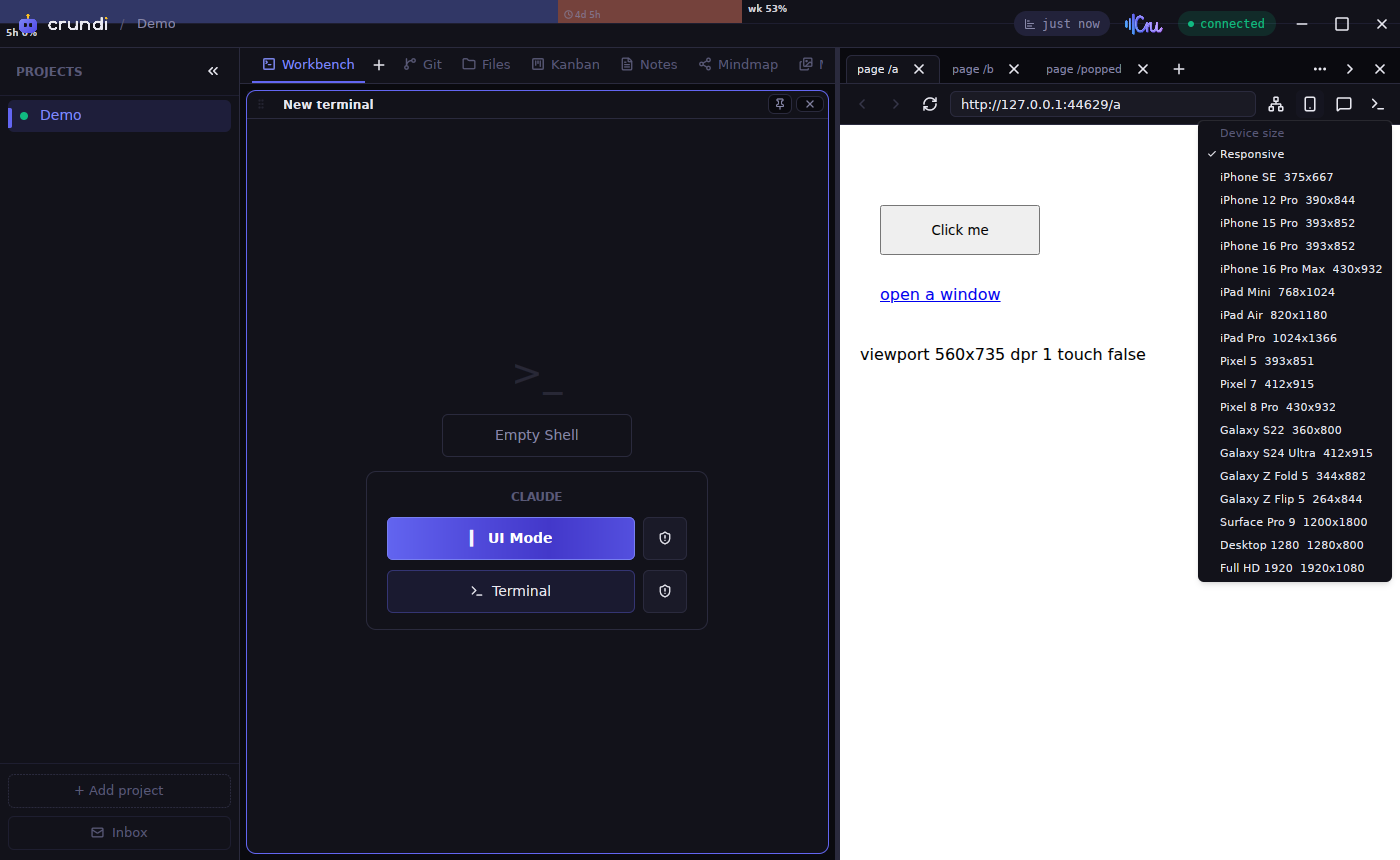 4d 5h
wk 53%
5h 0%
crundi / Demo
just now
Cru
connected
PROJECTS
Demo
+ Add project
Inbox
Workbench
Git
Files
Kanban
Notes
Mindmap
New terminal
>_
Empty Shell
CLAUDE
UI Mode
Terminal
page /a
page /b
page /popped
http://127.0.0.1:44629/a
Click me
open a window
viewport 560x735 dpr 1 touch false
Device size
Responsive
iPhone SE 375x667
iPhone 12 Pro 390x844
iPhone 15 Pro 393x852
iPhone 16 Pro 393x852
iPhone 16 Pro Max 430x932
iPad Mini 768x1024
iPad Air 820x1180
iPad Pro 1024x1366
Pixel 5 393x851
Pixel 7 412x915
Pixel 8 Pro 430x932
Galaxy S22 360x800
Galaxy S24 Ultra 412x915
Galaxy Z Fold 5 344x882
Galaxy Z Flip 5 264x844
Surface Pro 9 1200x1800
Desktop 1280 1280x800
Full HD 1920 1920x1080